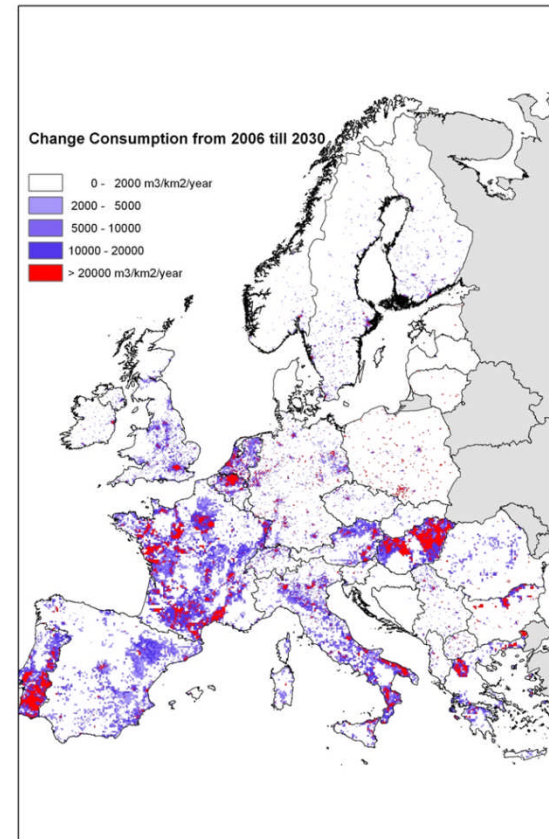 Change Consumption from 2006 till 2030
0 - 2000 m3/km2/year
2000 - 5000
5000 - 10000
10000 - 20000
> 20000 m3/km2/year